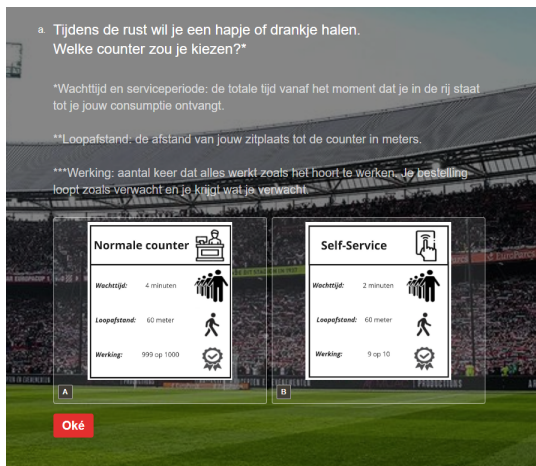 a. Tijdens de rust wil je een hapje of drankje halen.
Welke counter zou je kiezen?*
*Wachttijd en serviceperiode: de totale tijd vanaf het moment dat je in de rij staat
tot je jouw consumptie ontvangt.
**Loopafstand: de afstand van jouw zitplaats tot de counter in meters.
***Werking: aantal keer dat alles werkt zoals het hoort te werken. Je bestelling
loopt zoals verwacht en je krijgt wat je verwacht.
Normale counter
Wachttijd: 4 minuten
Loopafstand: 60 meter
Werking: 999 op 1000
A
Self-Service
Wachttijd: 2 minuten
Loopafstand: 60 meter
Werking: 9 op 10
B
Oké